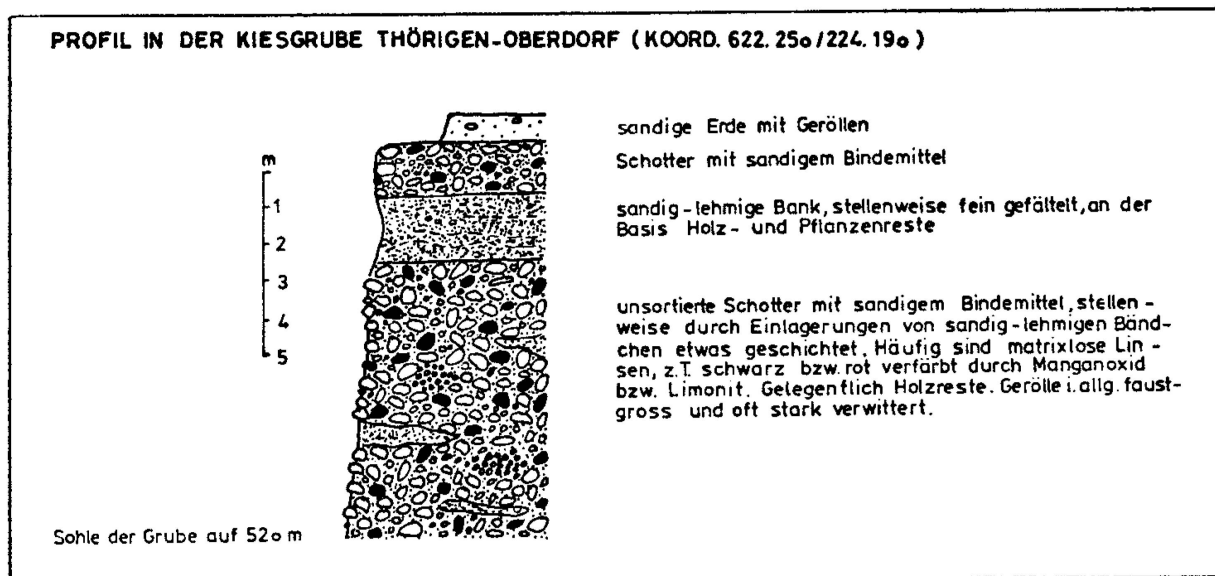 PROFIL IN DER KIESGRUBE THÖRIGEN-OBERDORF (KOORD. 622.25o/224.19o)
sandige Erde mit Geröllen
Schotter mit sandigem Bindemittel
sandig-lehmige Bank, stellenweise fein gefältelt, an der
Basis Holz- und Pflanzenreste
unsortierte Schotter mit sandigem Bindemittel, stellen-
weise durch Einlagerungen von sandig-lehmigen Bänd-
chen etwas geschichtet. Häufig sind matrixlose Lin-
sen, z.T. schwarz bzw. rot verfärbt durch Manganoxid
bzw. Limonit. Gelegentlich Holzreste. Gerölle i. allg. faust-
gross und oft stark verwittert.
m
1
2
3
4
5
Sohle der Grube auf 52o m